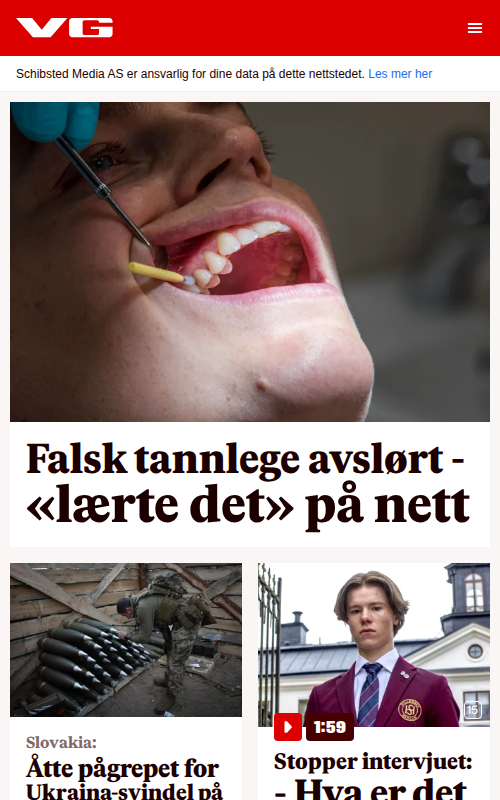 VG
Schibsted Media AS er ansvarlig for dine data på dette nettstedet. Les mer her
Falsk tannlege avslørt -
«lærte det» på nett
Slovakia:
Åtte pågrepet for
Ukraina-svindel på
15
1:59
Stopper intervjuet:
- Hva er det